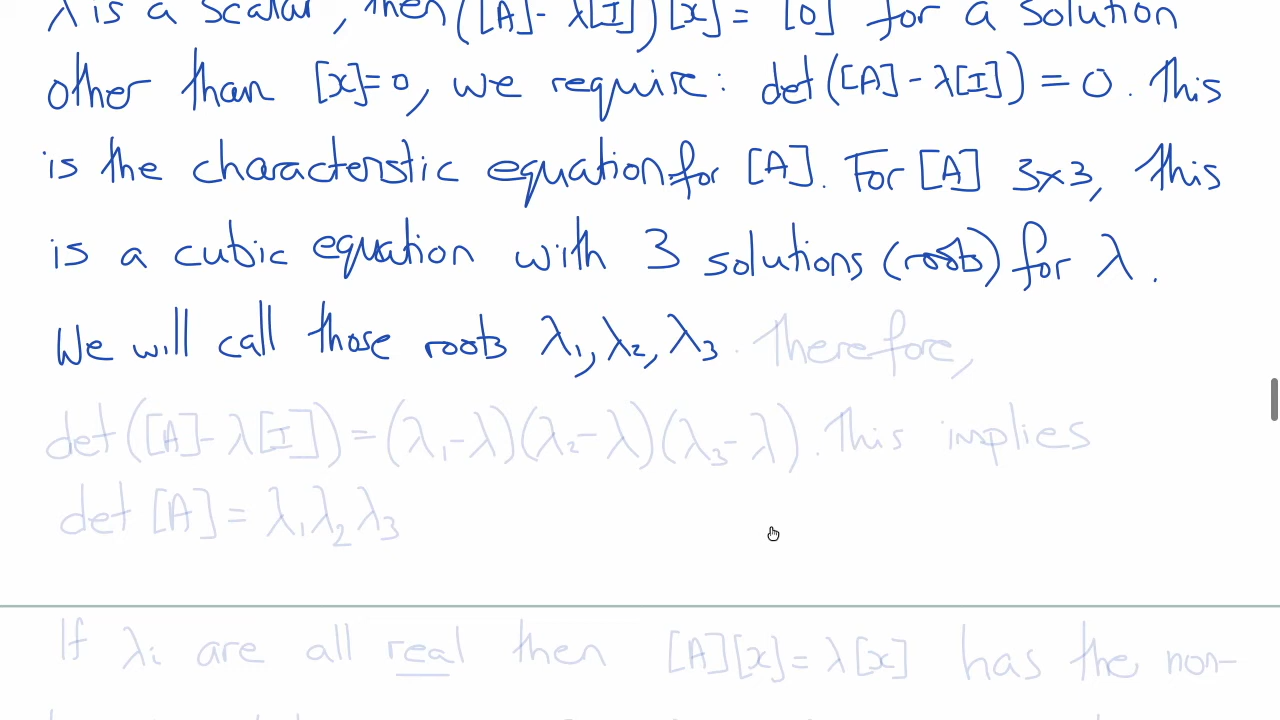 λ is a scalar, then ([A]-λ[I])[x]=[0] for a solution
other than [x]=0, we require: det([A]-λ[I])=0. This
is the characterstic equation for [A]. For [A] 3x3, this
is a cubic equation with 3 solutions (roots) for λ.
We will call those roots λ₁, λ₂, λ₃. Therefore,
det([A]-λ[I])=(λ₁-λ)(λ₂-λ)(λ₃-λ). This implies
det [A]=λ₁λ₂λ₃
If λi are all real then [A][x]=λ[x] has the non-